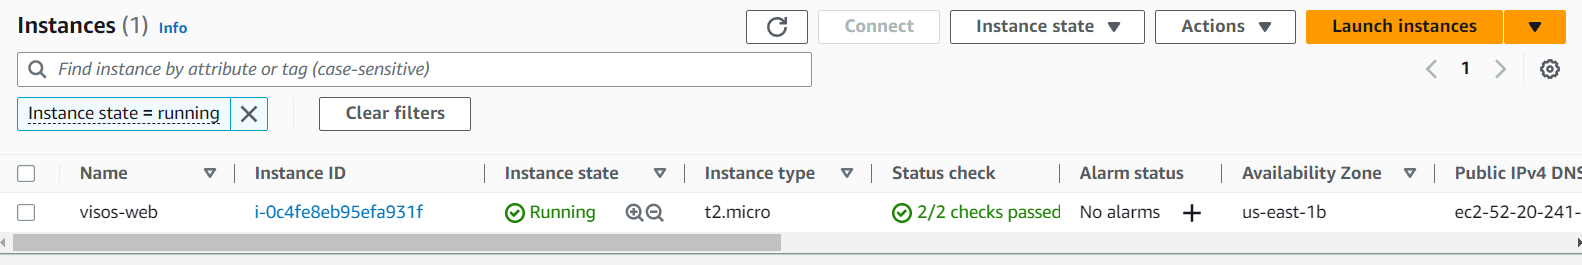 Instances (1) Info
Connect Instance state Actions Launch instances
Find instance by attribute or tag (case-sensitive)
1
Instance state = running Clear filters
Name Instance ID Instance state Instance type Status check Alarm status Availability Zone Public IPv4 DNS
visos-web i-0c4fe8eb95efa931f Running t2.micro 2/2 checks passed No alarms us-east-1b ec2-52-20-241-